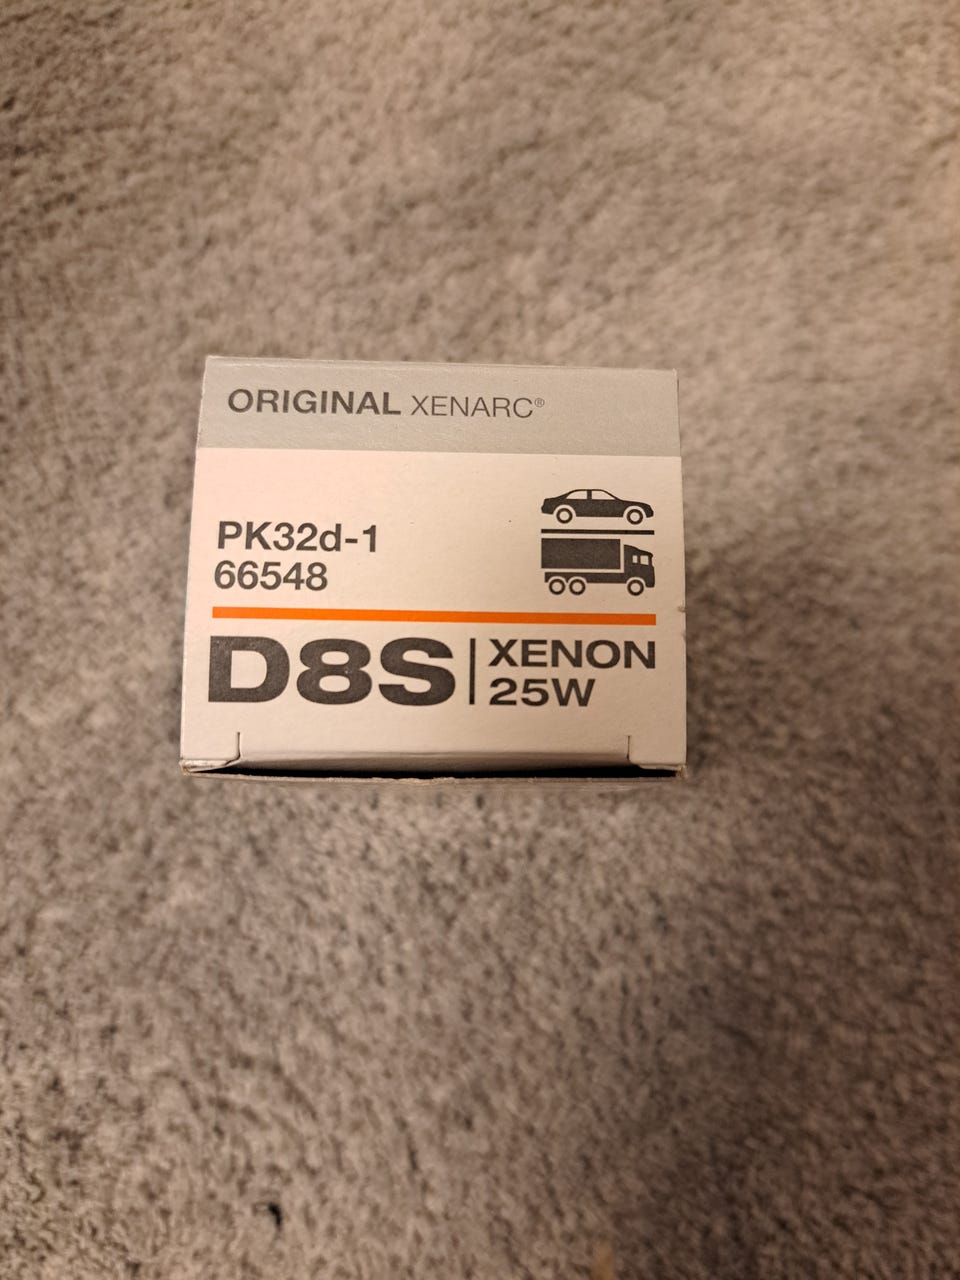 ORIGINAL XENARC®
PK32d-1
66548
D8S
XENON
25W